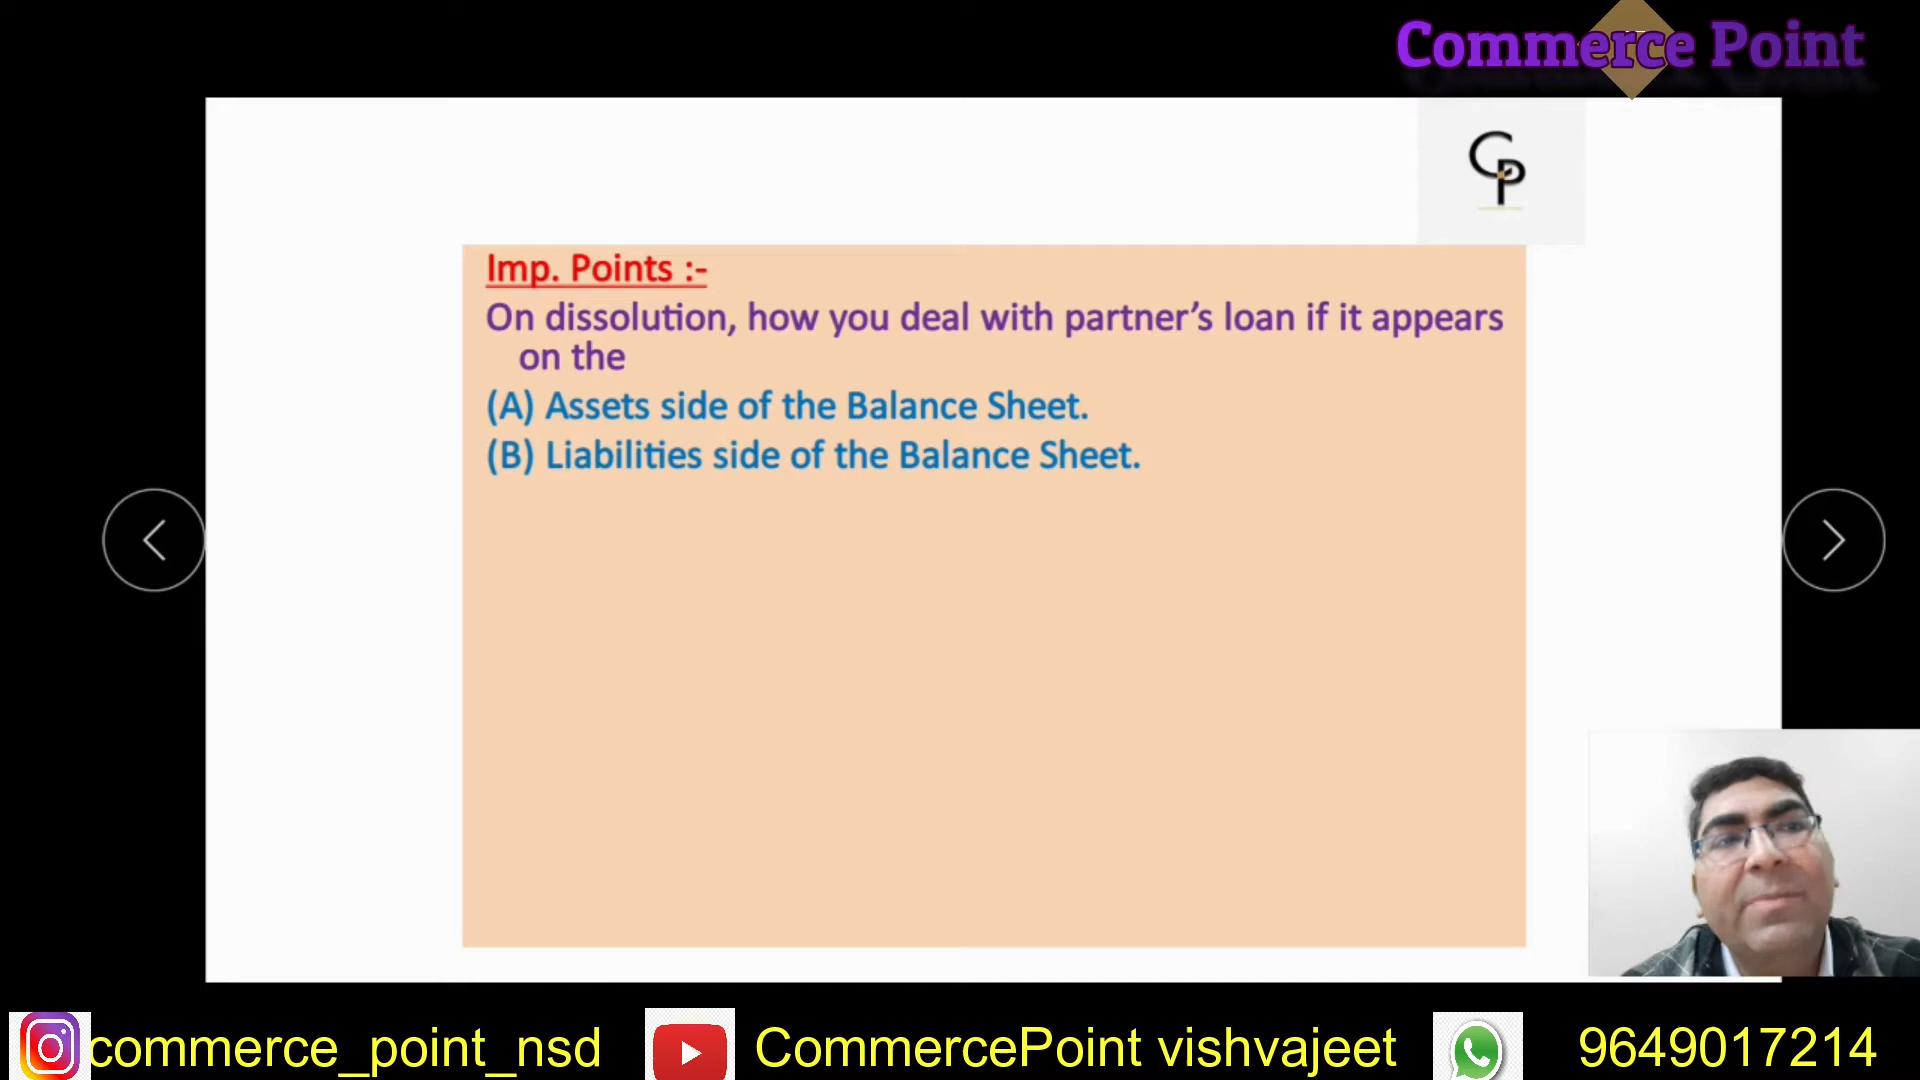 Commerce Point
CP
Imp. Points :-
On dissolution, how you deal with partner’s loan if it appears
on the
(A) Assets side of the Balance Sheet.
(B) Liabilities side of the Balance Sheet.
commerce_point_nsd
CommercePoint vishvajeet
9649017214